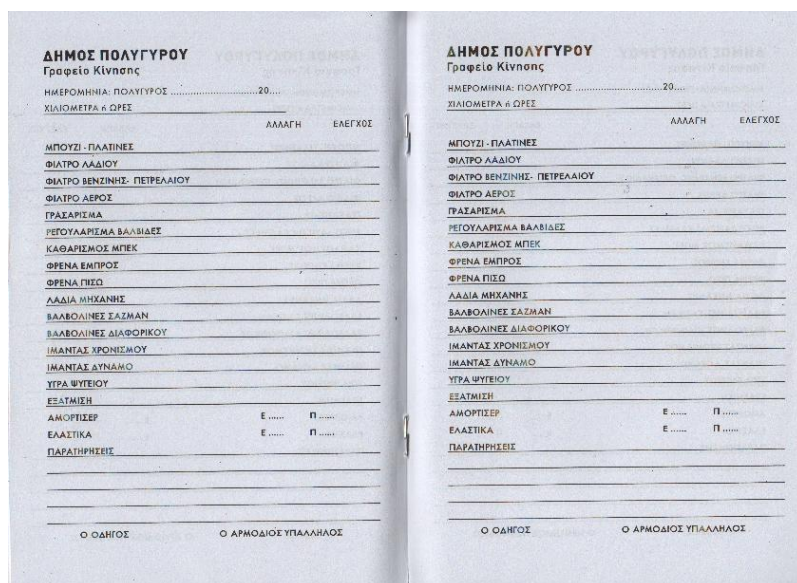 ΔΗΜΟΣ ΠΟΛΥΓΥΡΟΥ
Γραφείο Κίνησης
ΗΜΕΡΟΜΗΝΙΑ: ΠΟΛΥΓΥΡΟΣ ......................20....
ΧΙΛΙΟΜΕΤΡΑ ή ΩΡΕΣ
ΑΛΛΑΓΗ ΕΛΕΓΧΟΣ
ΜΠΟΥΖΙ - ΠΛΑΤΙΝΕΣ
ΦΙΛΤΡΟ ΛΑΔΙΟΥ
ΦΙΛΤΡΟ ΒΕΝΖΙΝΗΣ- ΠΕΤΡΕΛΑΙΟΥ
ΦΙΛΤΡΟ ΑΕΡΟΣ
ΓΡΑΣΑΡΙΣΜΑ
ΡΕΓΟΥΛΑΡΙΣΜΑ ΒΑΛΒΙΔΕΣ
ΚΑΘΑΡΙΣΜΟΣ ΜΠΕΚ
ΦΡΕΝΑ ΕΜΠΡΟΣ
ΦΡΕΝΑ ΠΙΣΩ
ΛΑΔΙΑ ΜΗΧΑΝΗΣ
ΒΑΛΒΟΛΙΝΕΣ ΣΑΖΜΑΝ
ΒΑΛΒΟΛΙΝΕΣ ΔΙΑΦΟΡΙΚΟΥ
ΙΜΑΝΤΑΣ ΧΡΟΝΙΣΜΟΥ
ΙΜΑΝΤΑΣ ΔΥΝΑΜΟ
ΥΓΡΑ ΨΥΓΕΙΟΥ
ΕΞΑΤΜΙΣΗ
ΑΜΟΡΤΙΣΕΡ Ε ...... Π ......
ΕΛΑΣΤΙΚΑ Ε ...... Π ......
ΠΑΡΑΤΗΡΗΣΕΙΣ
Ο ΟΔΗΓΟΣ Ο ΑΡΜΟΔΙΟΣ ΥΠΑΛΛΗΛΟΣ
ΔΗΜΟΣ ΠΟΛΥΓΥΡΟΥ
Γραφείο Κίνησης
ΗΜΕΡΟΜΗΝΙΑ: ΠΟΛΥΓΥΡΟΣ ......................20....
ΧΙΛΙΟΜΕΤΡΑ ή ΩΡΕΣ
ΑΛΛΑΓΗ ΕΛΕΓΧΟΣ
ΜΠΟΥΖΙ - ΠΛΑΤΙΝΕΣ
ΦΙΛΤΡΟ ΛΑΔΙΟΥ
ΦΙΛΤΡΟ ΒΕΝΖΙΝΗΣ- ΠΕΤΡΕΛΑΙΟΥ
ΦΙΛΤΡΟ ΑΕΡΟΣ
ΓΡΑΣΑΡΙΣΜΑ
ΡΕΓΟΥΛΑΡΙΣΜΑ ΒΑΛΒΙΔΕΣ
ΚΑΘΑΡΙΣΜΟΣ ΜΠΕΚ
ΦΡΕΝΑ ΕΜΠΡΟΣ
ΦΡΕΝΑ ΠΙΣΩ
ΛΑΔΙΑ ΜΗΧΑΝΗΣ
ΒΑΛΒΟΛΙΝΕΣ ΣΑΖΜΑΝ
ΒΑΛΒΟΛΙΝΕΣ ΔΙΑΦΟΡΙΚΟΥ
ΙΜΑΝΤΑΣ ΧΡΟΝΙΣΜΟΥ
ΙΜΑΝΤΑΣ ΔΥΝΑΜΟ
ΥΓΡΑ ΨΥΓΕΙΟΥ
ΕΞΑΤΜΙΣΗ
ΑΜΟΡΤΙΣΕΡ Ε ...... Π ......
ΕΛΑΣΤΙΚΑ Ε ...... Π ......
ΠΑΡΑΤΗΡΗΣΕΙΣ
Ο ΟΔΗΓΟΣ Ο ΑΡΜΟΔΙΟΣ ΥΠΑΛΛΗΛΟΣ